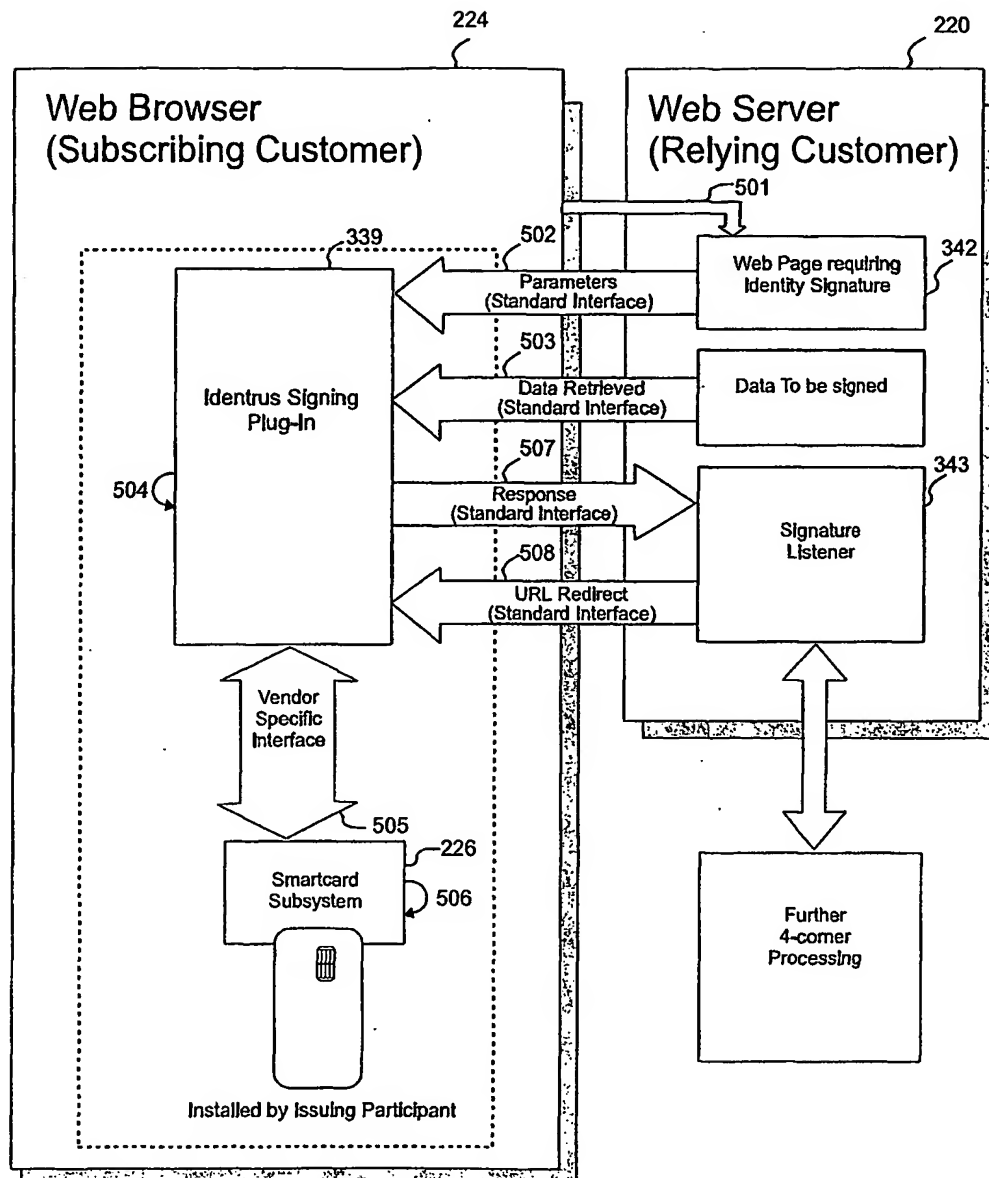 224
220
Web Browser
(Subscribing Customer)
Web Server
(Relying Customer)
501
339
502
342
Web Page requiring
Identity Signature
Parameters
(Standard Interface)
503
Identrus Signing
Plug-In
Data Retrieved
(Standard Interface)
Data To be signed
507
343
504
Response
(Standard Interface)
Signature
Listener
508
URL Redirect
(Standard Interface)
Vendor
Specific
Interface
505
226
Smartcard
Subsystem
506
Further
4-corner
Processing
Installed by Issuing Participant